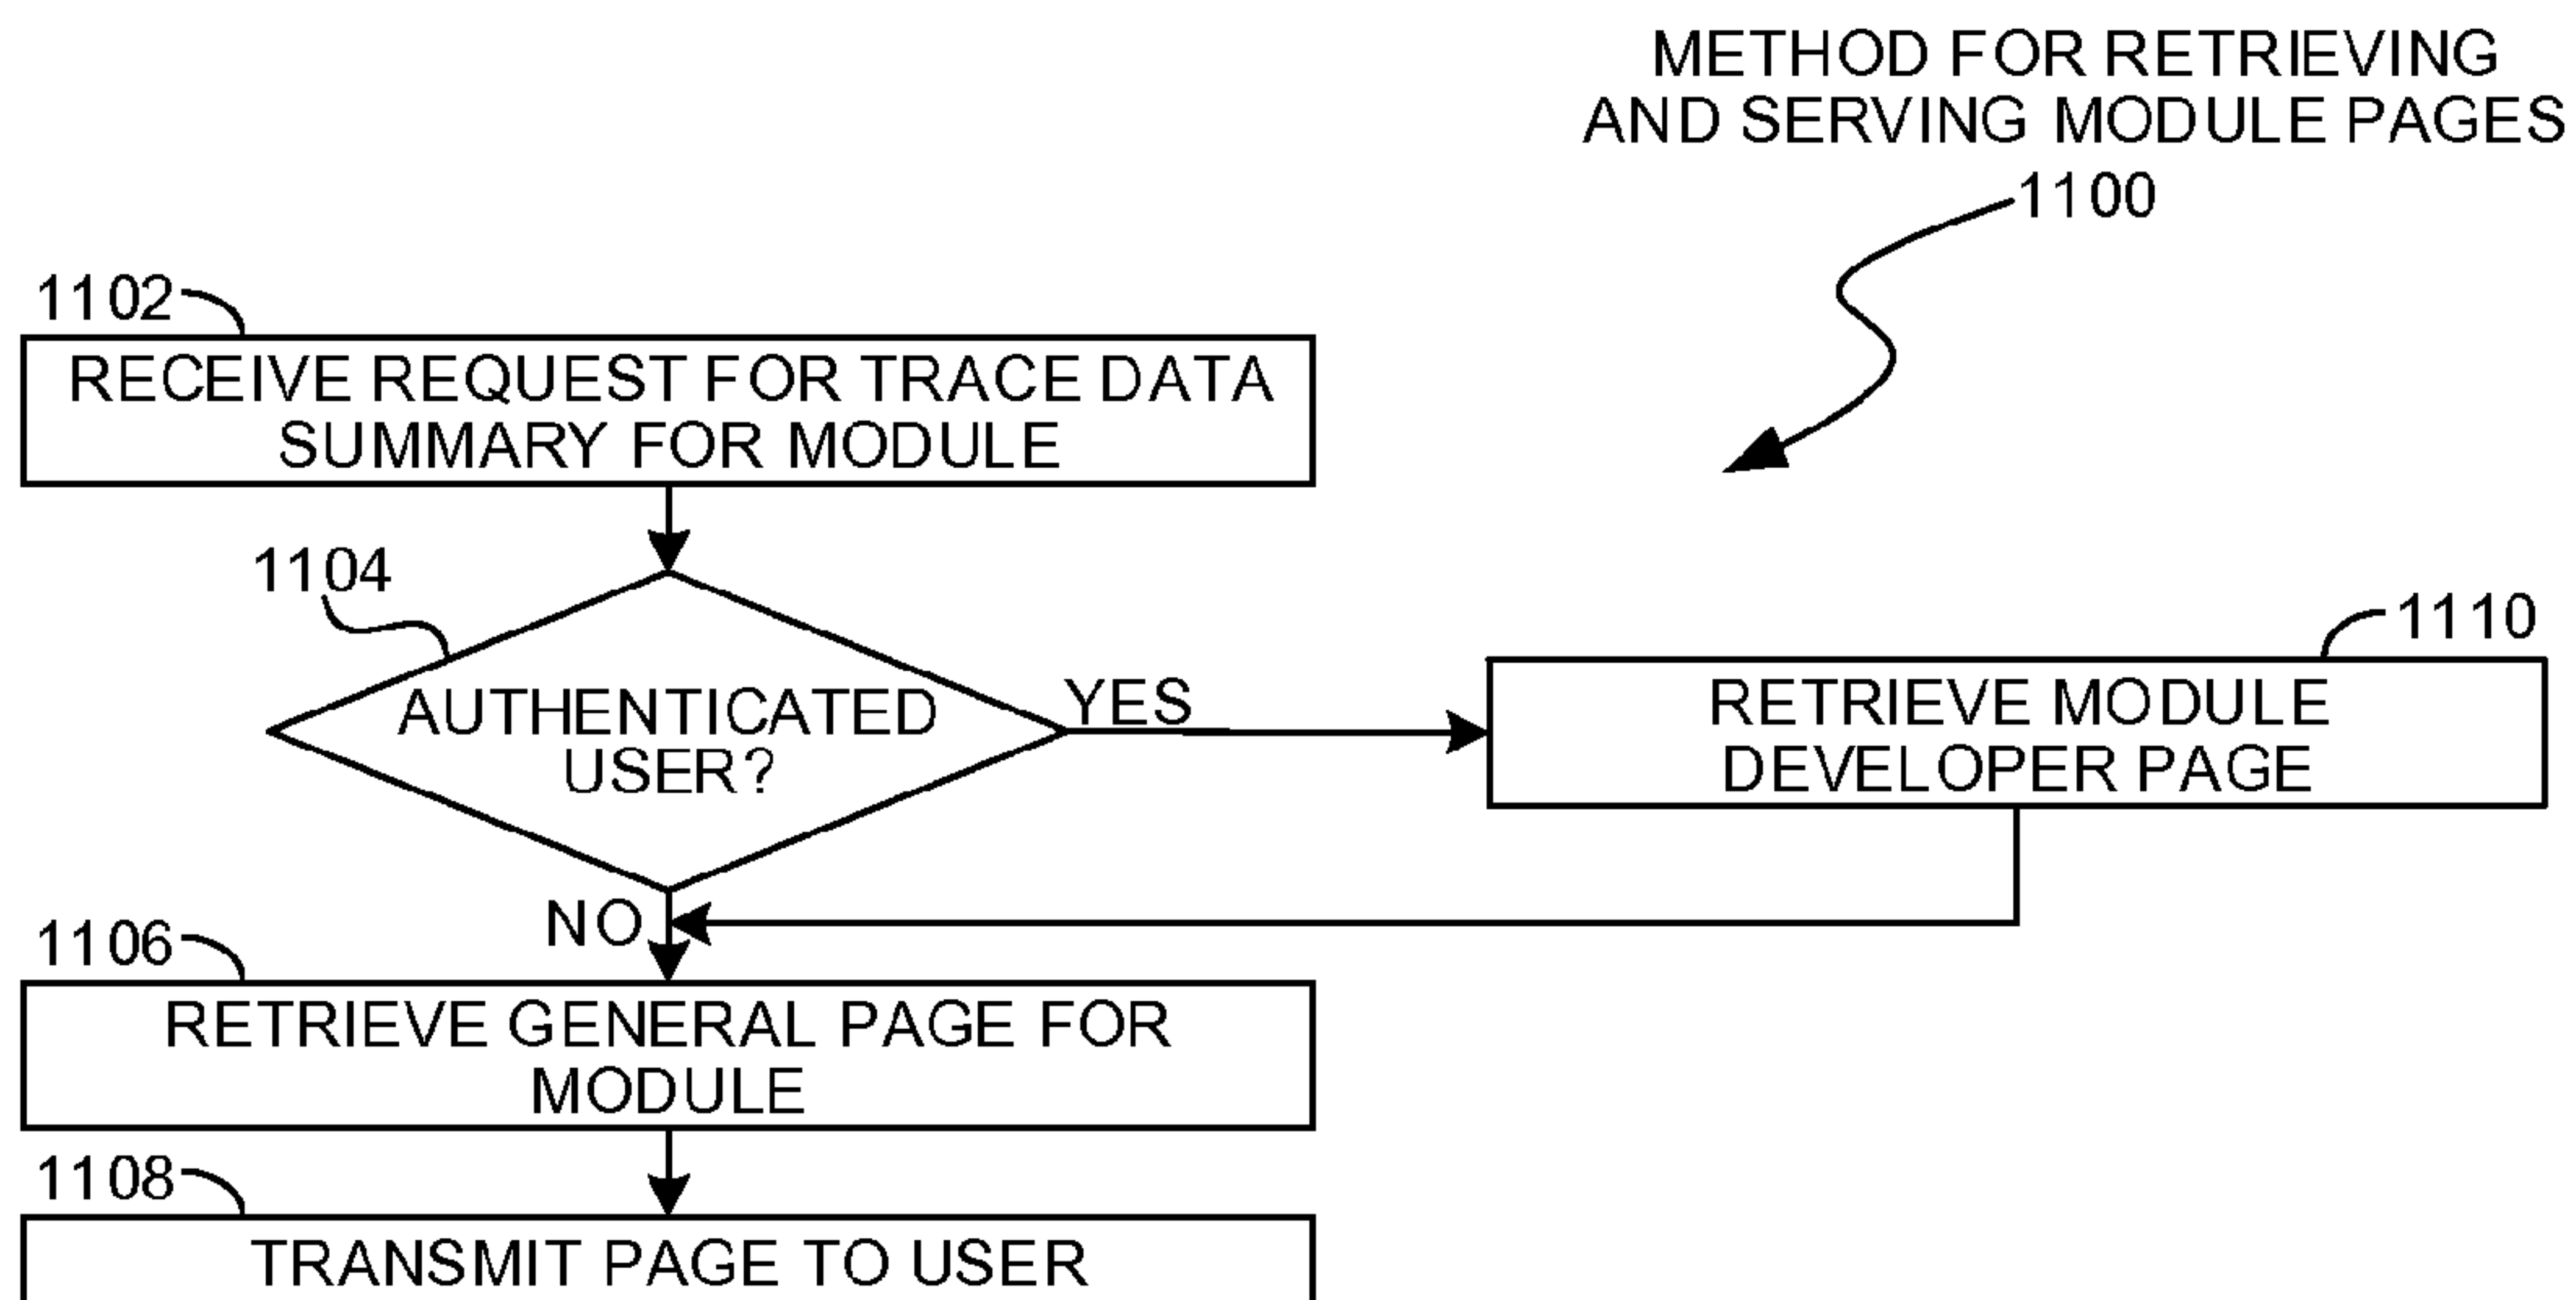 METHOD FOR RETRIEVING
AND SERVING MODULE PAGES
1100
1102
RECEIVE REQUEST FOR TRACE DATA
SUMMARY FOR MODULE
1104
AUTHENTICATED
USER?
YES
1110
RETRIEVE MODULE
DEVELOPER PAGE
NO
1106
RETRIEVE GENERAL PAGE FOR
MODULE
1108
TRANSMIT PAGE TO USER